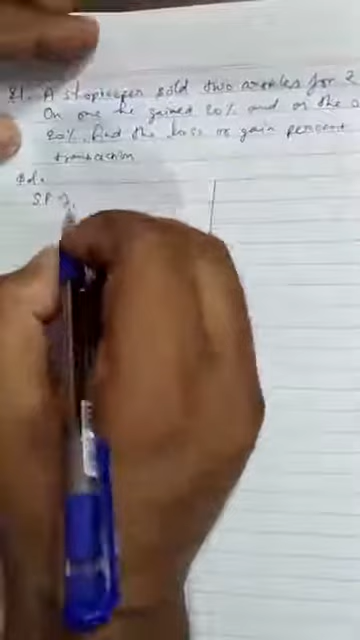 Q1. A shopkeeper sold two articles for ₹
On one he gained 20% and on the o
20%. find the loss or gain percent
transaction
Sol.
S.P